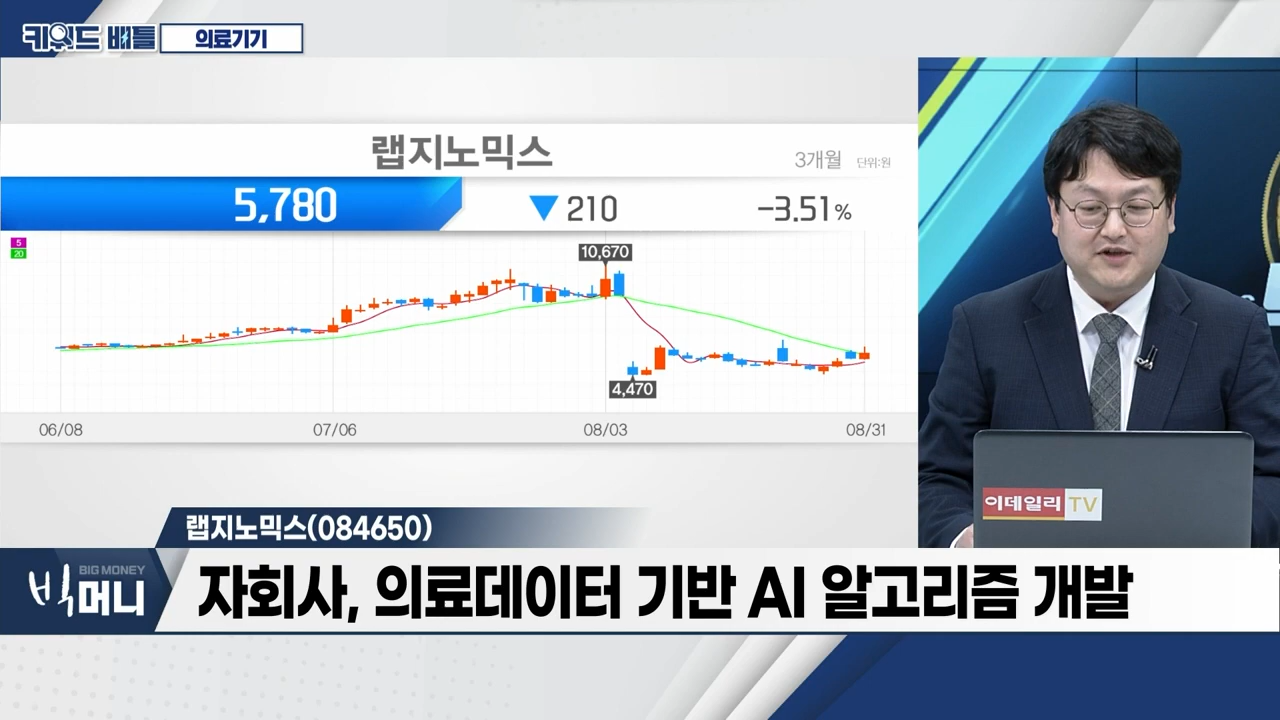 키워드 배틀 의료기기
랩지노믹스
3개월 단위:원
5,780 ▼ 210 -3.51%
5
20
10,670
4,470
06/08 07/06 08/03 08/31
이데일리 TV
랩지노믹스(084650)
BIG MONEY
빅머니
자회사, 의료데이터 기반 AI 알고리즘 개발